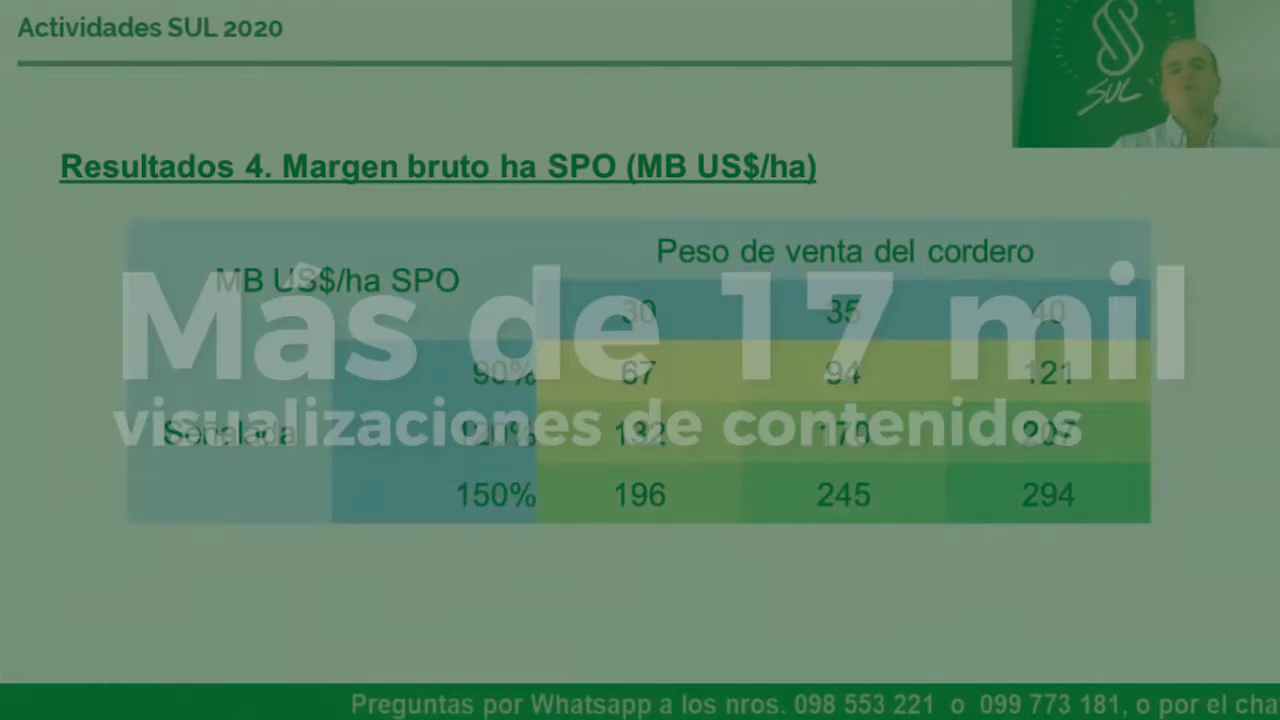 Actividades SUL 2020
SUL
Resultados 4. Margen bruto ha SPO (MB US$/ha)
MB US$/ha SPO
Peso de venta del cordero
30 35 40
Más de 17 mil
90% 67 94 121
visualizaciones de contenidos
Señalada 120% 132 170 207
150% 196 245 294
Preguntas por Whatsapp a los nros. 098 553 221 o 099 773 181, o por el cha